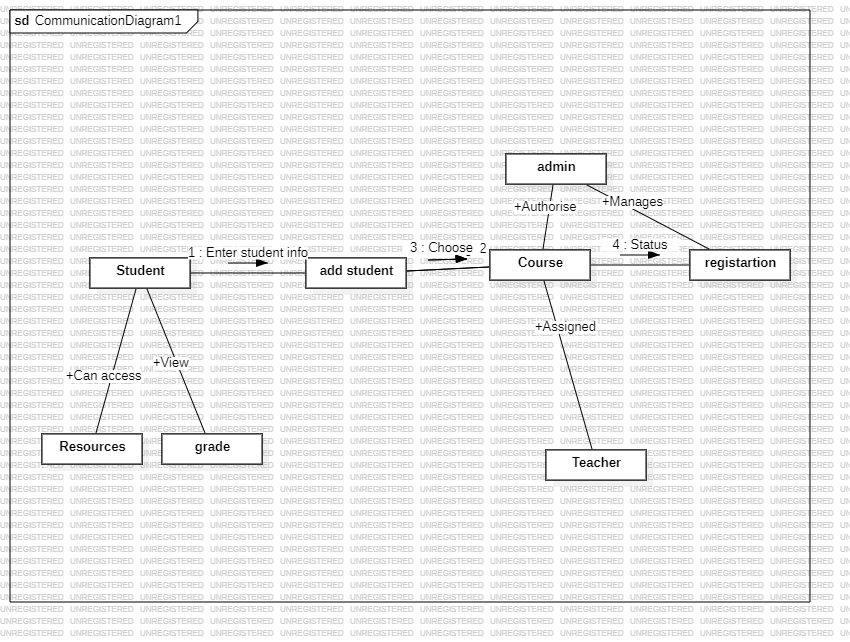 sd CommunicationDiagram1
admin
+Authorise
+Manages
1 : Enter student info
3 : Choose 2
4 : Status
Student
add student
Course
registartion
+Assigned
+Can access
+View
Resources
grade
Teacher
UNREGISTERED